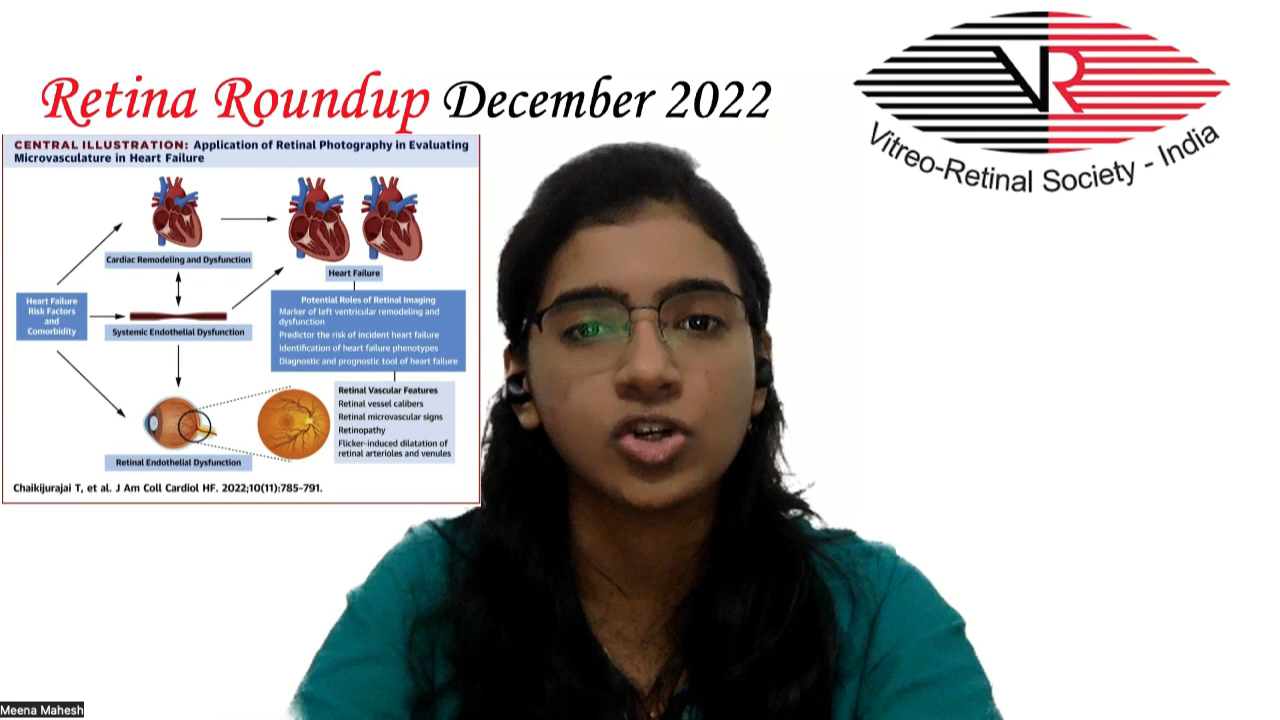 Retina Roundup December 2022
VR
Vitreo-Retinal Society - India
CENTRAL ILLUSTRATION: Application of Retinal Photography in Evaluating
Microvasculature in Heart Failure
Cardiac Remodeling and Dysfunction
Heart Failure
Heart Failure
Risk Factors
and
Comorbidity
Systemic Endothelial Dysfunction
Potential Roles of Retinal Imaging
Marker of left ventricular remodeling and
dysfunction
Predictor the risk of incident heart failure
Identification of heart failure phenotypes
Diagnostic and prognostic tool of heart failure
Retinal Vascular Features
Retinal vessel calibers
Retinal microvascular signs
Retinopathy
Flicker-induced dilatation of
retinal arterioles and venules
Retinal Endothelial Dysfunction
Chaikijurajai T, et al. J Am Coll Cardiol HF. 2022;10(11):785–791.
Meena Mahesh